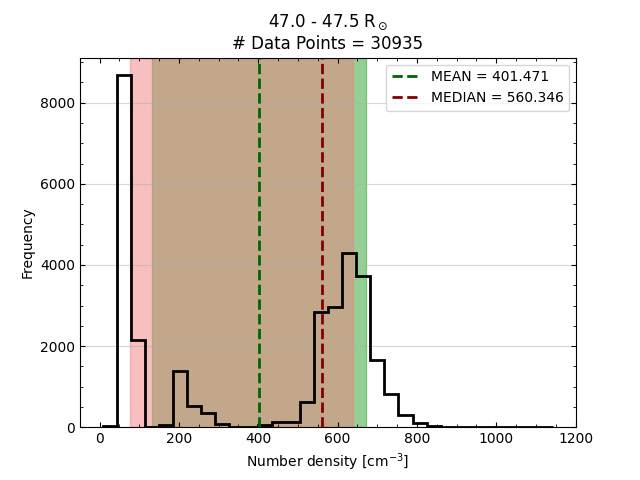 47.0 - 47.5 R⊙
# Data Points = 30935
MEAN = 401.471
MEDIAN = 560.346
Frequency
8000
6000
4000
2000
0
0 200 400 600 800 1000 1200
Number density [cm⁻³]